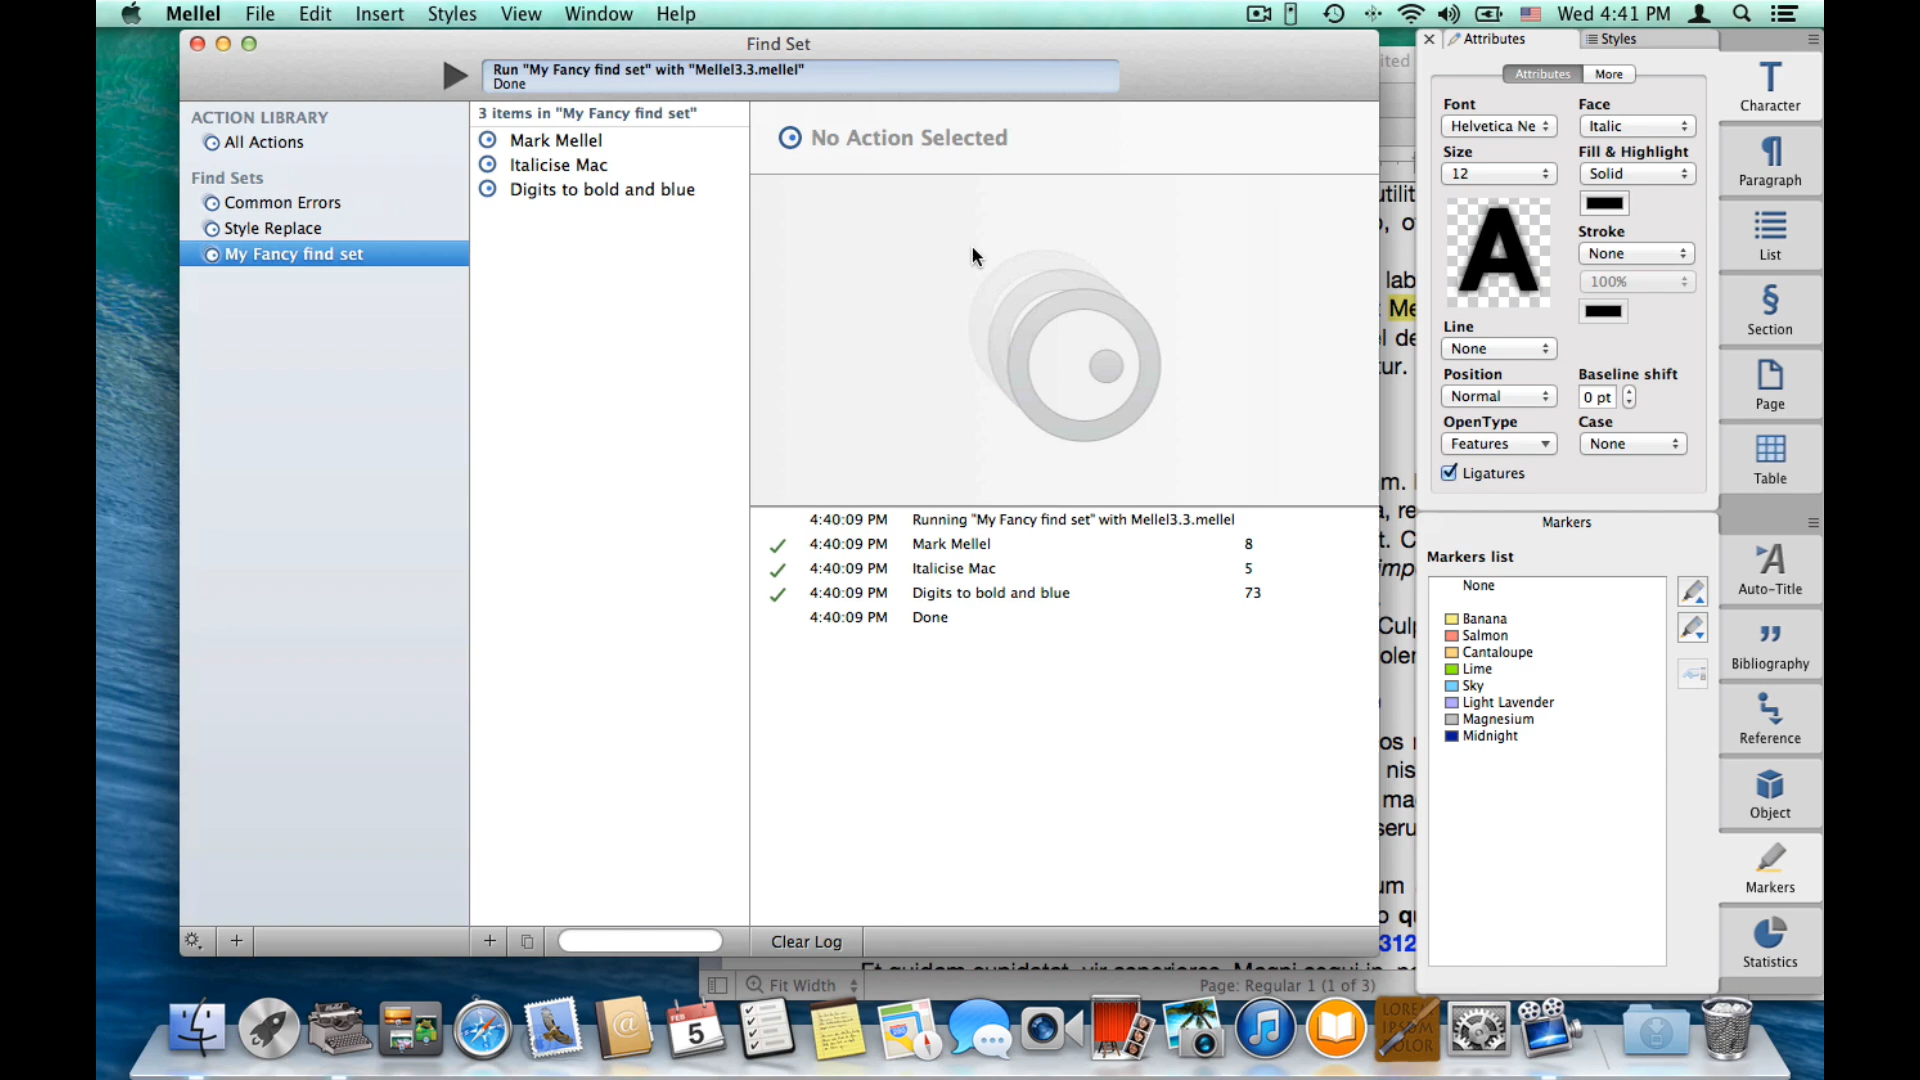 Mellel File Edit Insert Styles View Window Help
Wed 4:41 PM
Find Set
Run "My Fancy find set" with "Mellel3.3.mellel"
Done
ACTION LIBRARY
All Actions
Find Sets
Common Errors
Style Replace
My Fancy find set
3 items in "My Fancy find set"
Mark Mellel
Italicise Mac
Digits to bold and blue
No Action Selected
4:40:09 PM Running "My Fancy find set" with Mellel3.3.mellel
4:40:09 PM Mark Mellel 8
4:40:09 PM Italicise Mac 5
4:40:09 PM Digits to bold and blue 73
4:40:09 PM Done
Clear Log
Fit Width
Page: Regular 1 (1 of 3)
312
Attributes Styles
Attributes More
Font Face
Helvetica Ne Italic
Size Fill & Highlight
12 Solid
A
Stroke
None
100%
Line
None
Position Baseline shift
Normal 0 pt
OpenType Case
Features None
Ligatures
Markers
Markers list
None
Banana
Salmon
Cantaloupe
Lime
Sky
Light Lavender
Magnesium
Midnight
Character
Paragraph
List
Section
Page
Table
Auto-Title
Bibliography
Reference
Object
Markers
Statistics
FEB
5
LOREM
IPSUM
DOLOR